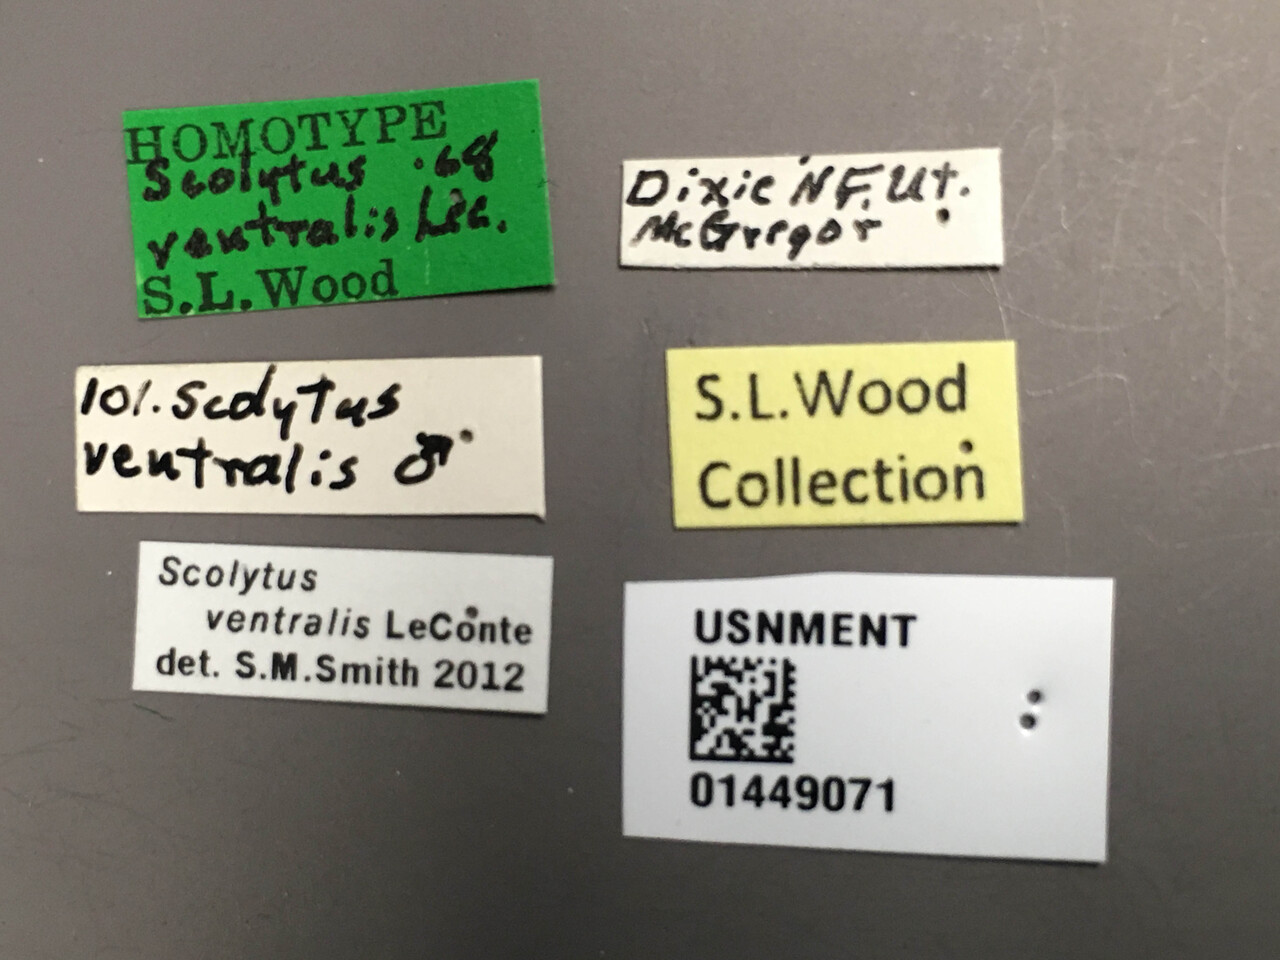 HOMOTYPE
Scolytus '68
ventralis Lec.
S.L.Wood
Dixie N.F. Ut.
McGregor
101. Scolytus
ventralis ♂
S.L.Wood
Collection
Scolytus
ventralis LeConte
det. S.M.Smith 2012
USNMENT
01449071